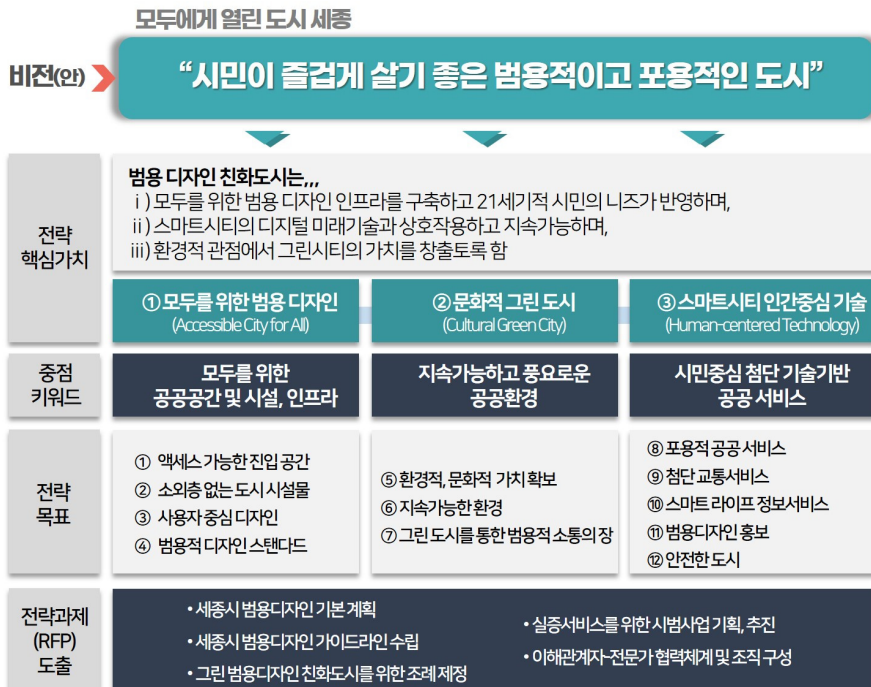 모두에게 열린 도시 세종
비전(안)
“시민이 즐겁게 살기 좋은 범용적이고 포용적인 도시”
전략
핵심가치
범용 디자인 친화도시는,,,
ⅰ) 모두를 위한 범용 디자인 인프라를 구축하고 21세기적 시민의 니즈가 반영하며,
ⅱ) 스마트시티의 디지털 미래기술과 상호작용하고 지속가능하며,
ⅲ) 환경적 관점에서 그린시티의 가치를 창출토록 함
① 모두를 위한 범용 디자인
(Accessible City for All)
② 문화적 그린 도시
(Cultural Green City)
③ 스마트시티 인간중심 기술
(Human-centered Technology)
중점
키워드
모두를 위한
공공공간 및 시설, 인프라
지속가능하고 풍요로운
공공환경
시민중심 첨단 기술기반
공공 서비스
전략
목표
① 액세스 가능한 진입 공간
② 소외층 없는 도시 시설물
③ 사용자 중심 디자인
④ 범용적 디자인 스탠다드
⑤ 환경적, 문화적 가치 확보
⑥ 지속가능한 환경
⑦ 그린 도시를 통한 범용적 소통의 장
⑧ 포용적 공공 서비스
⑨ 첨단 교통서비스
⑩ 스마트 라이프 정보서비스
⑪ 범용디자인 홍보
⑫ 안전한 도시
전략과제
(RFP)
도출
• 세종시 범용디자인 기본 계획
• 세종시 범용디자인 가이드라인 수립
• 그린 범용디자인 친화도시를 위한 조례 제정
• 실증서비스를 위한 시범사업 기획, 추진
• 이해관계자-전문가 협력체계 및 조직 구성